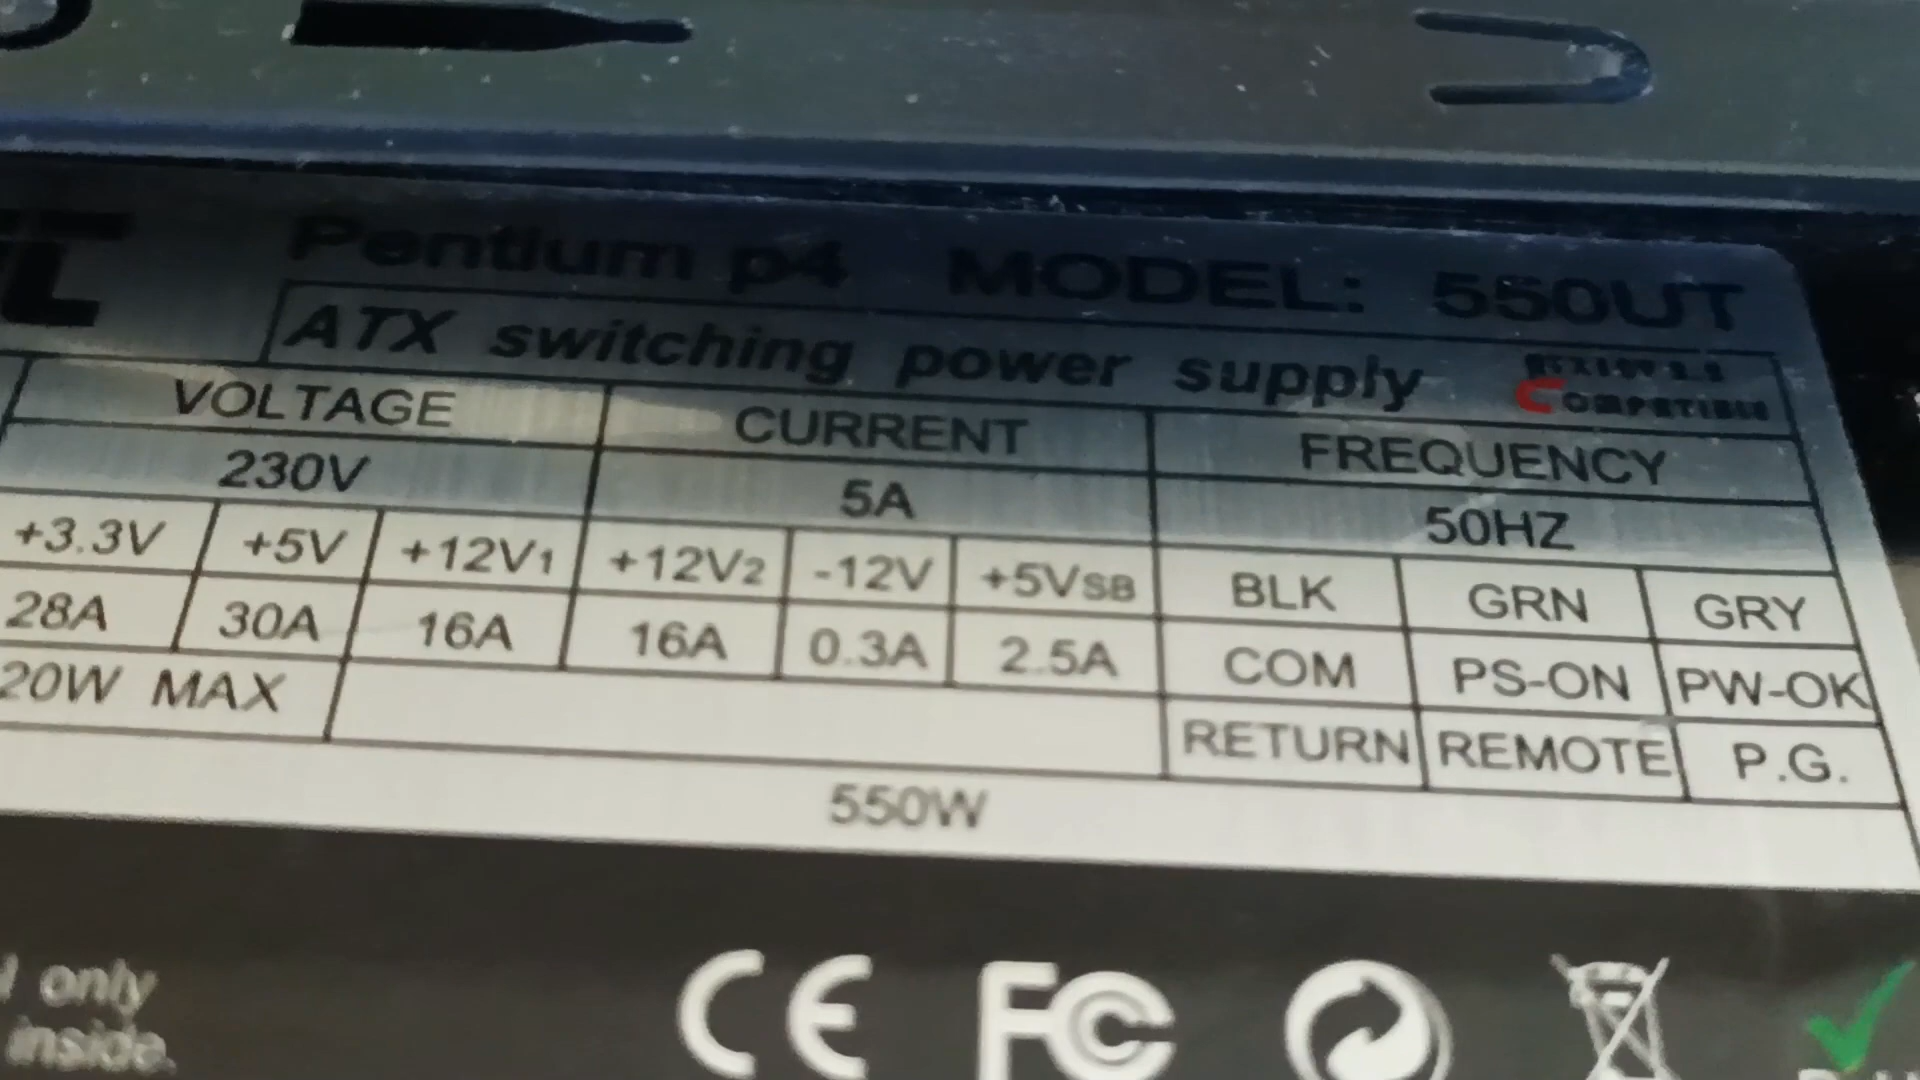 Pentium p4 MODEL: 550UT
ATX switching power supply
COMPATIBLE
VOLTAGE CURRENT FREQUENCY
230V 5A 50HZ
+3.3V +5V +12V1 +12V2 -12V +5VSB BLK GRN GRY
28A 30A 16A 16A 0.3A 2.5A COM PS-ON PW-OK
20W MAX RETURN REMOTE P.G.
550W
CE FC
only
inside.